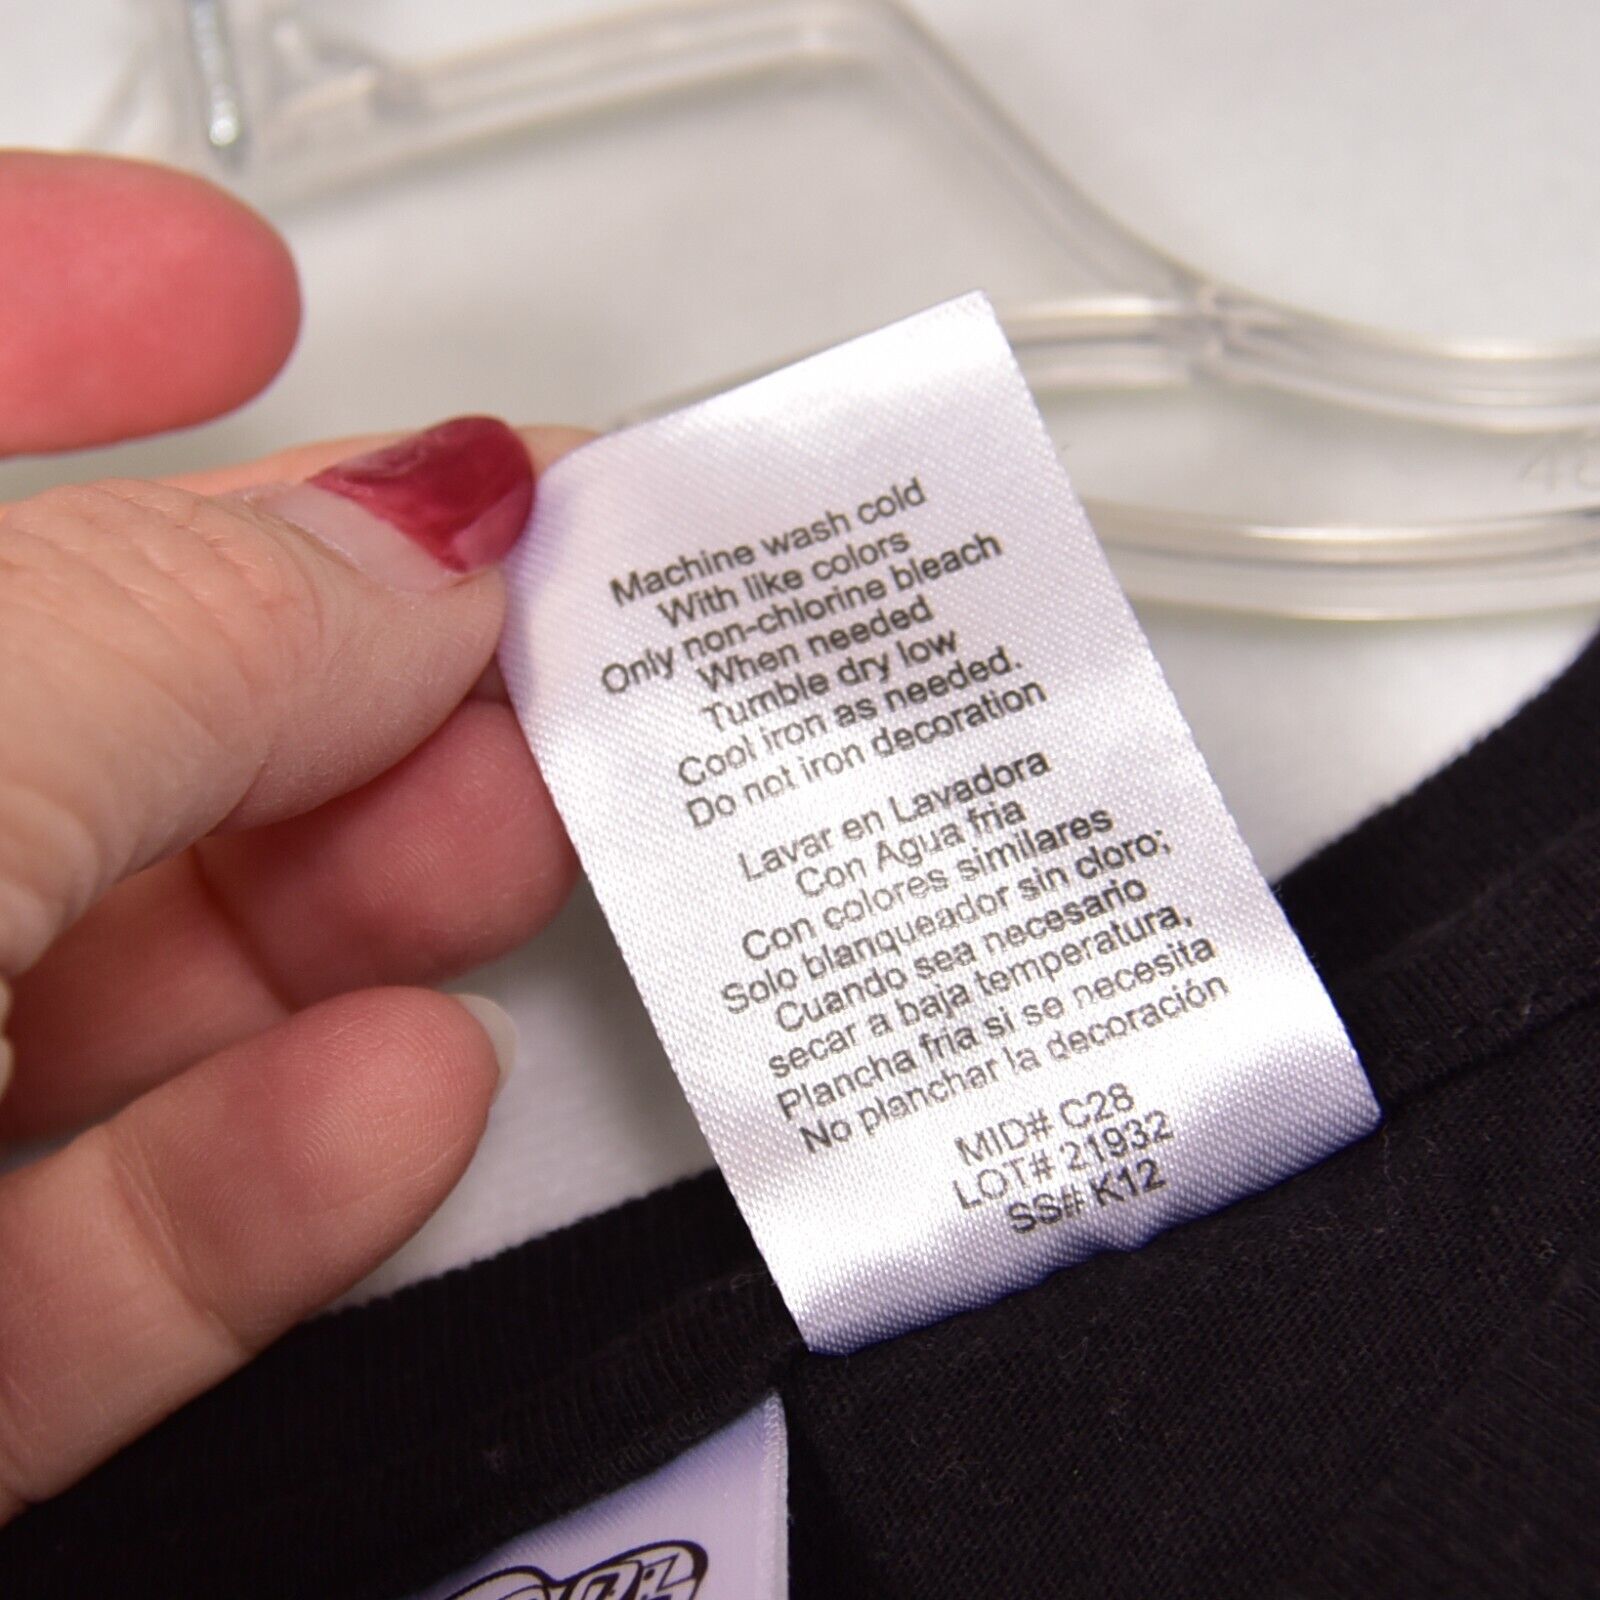 Machine wash cold
With like colors
Only non-chlorine bleach
When needed
Tumble dry low
Cool iron as needed.
Do not iron decoration
Lavar en Lavadora
Con Agua fria
Con colores similares
Solo blanqueador sin cloro;
Cuando sea necesario
secar a baja temperatura,
Plancha fria si se necesita
No planchar la decoración
MID# C28
LOT# 21932
SS# K12